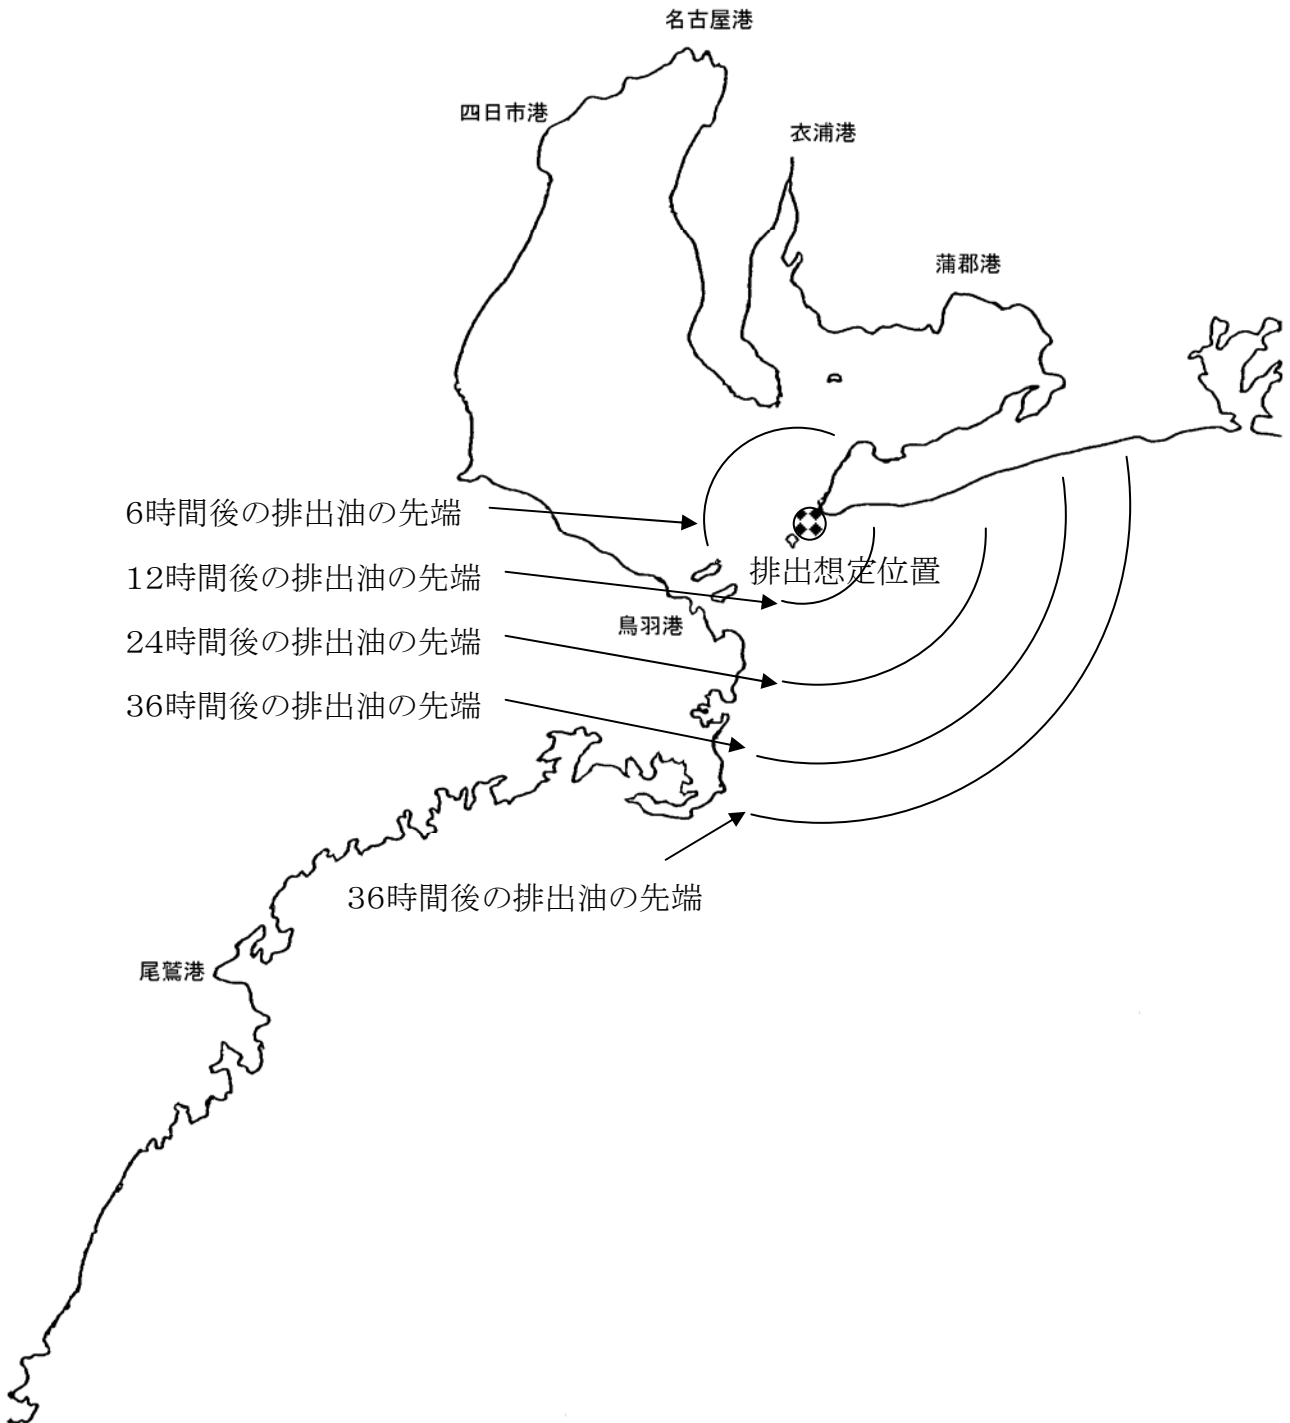 名古屋港
四日市港
衣浦港
蒲郡港
6時間後の排出油の先端
12時間後の排出油の先端
排出想定位置
鳥羽港
24時間後の排出油の先端
36時間後の排出油の先端
36時間後の排出油の先端
尾鷲港